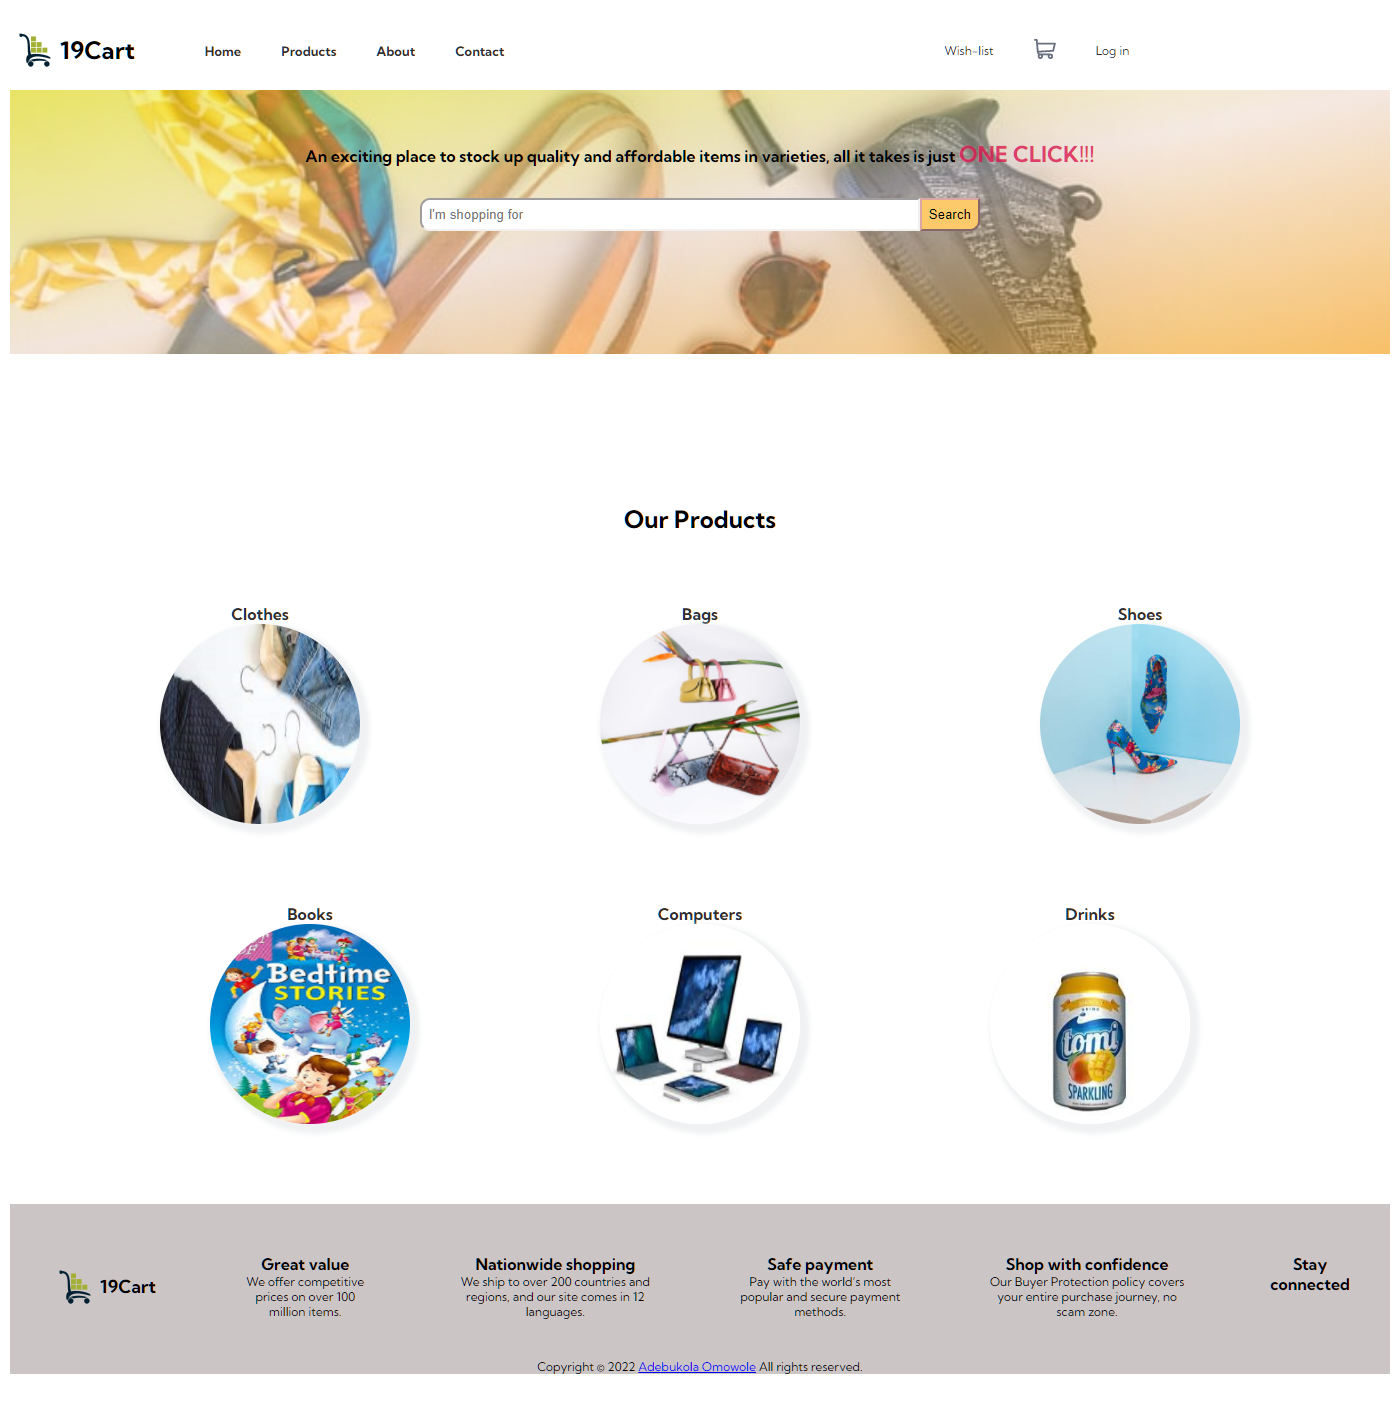 19Cart
Home Products About Contact
Wish-list Log in
An exciting place to stock up quality and affordable items in varieties, all it takes is just ONE CLICK!!!
I'm shopping for
Search
Our Products
Clothes Bags Shoes
Books Computers Drinks
Bedtime
STORIES
DRINK
tomi
SPARKLING
19Cart
Great value
We offer competitive
prices on over 100
million items.
Nationwide shopping
We ship to over 200 countries and
regions, and our site comes in 12
languages.
Safe payment
Pay with the world's most
popular and secure payment
methods.
Shop with confidence
Our Buyer Protection policy covers
your entire purchase journey, no
scam zone.
Stay
connected
Copyright © 2022 Adebukola Omowole All rights reserved.